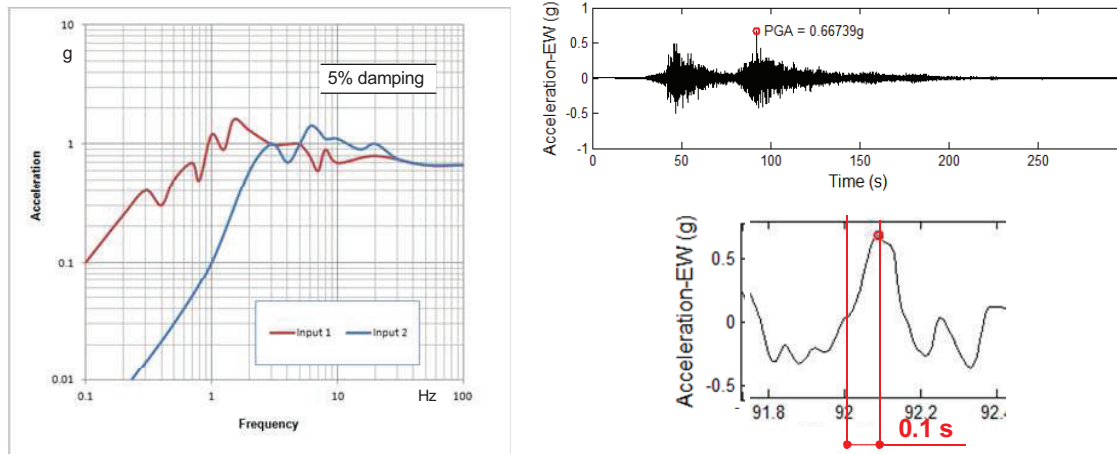 10
g
5% damping
1
Acceleration
0.1
Input 1
Input 2
0.01
0.1
1
10
Hz
100
Frequency
1
0.5
0
-0.5
-1
Acceleration-EW (g)
PGA = 0.66739g
0
50
100
150
200
250
Time (s)
Acceleration-EW (g)
0.5
0
-0.5
91.8
92
92.2
92.4
0.1 s